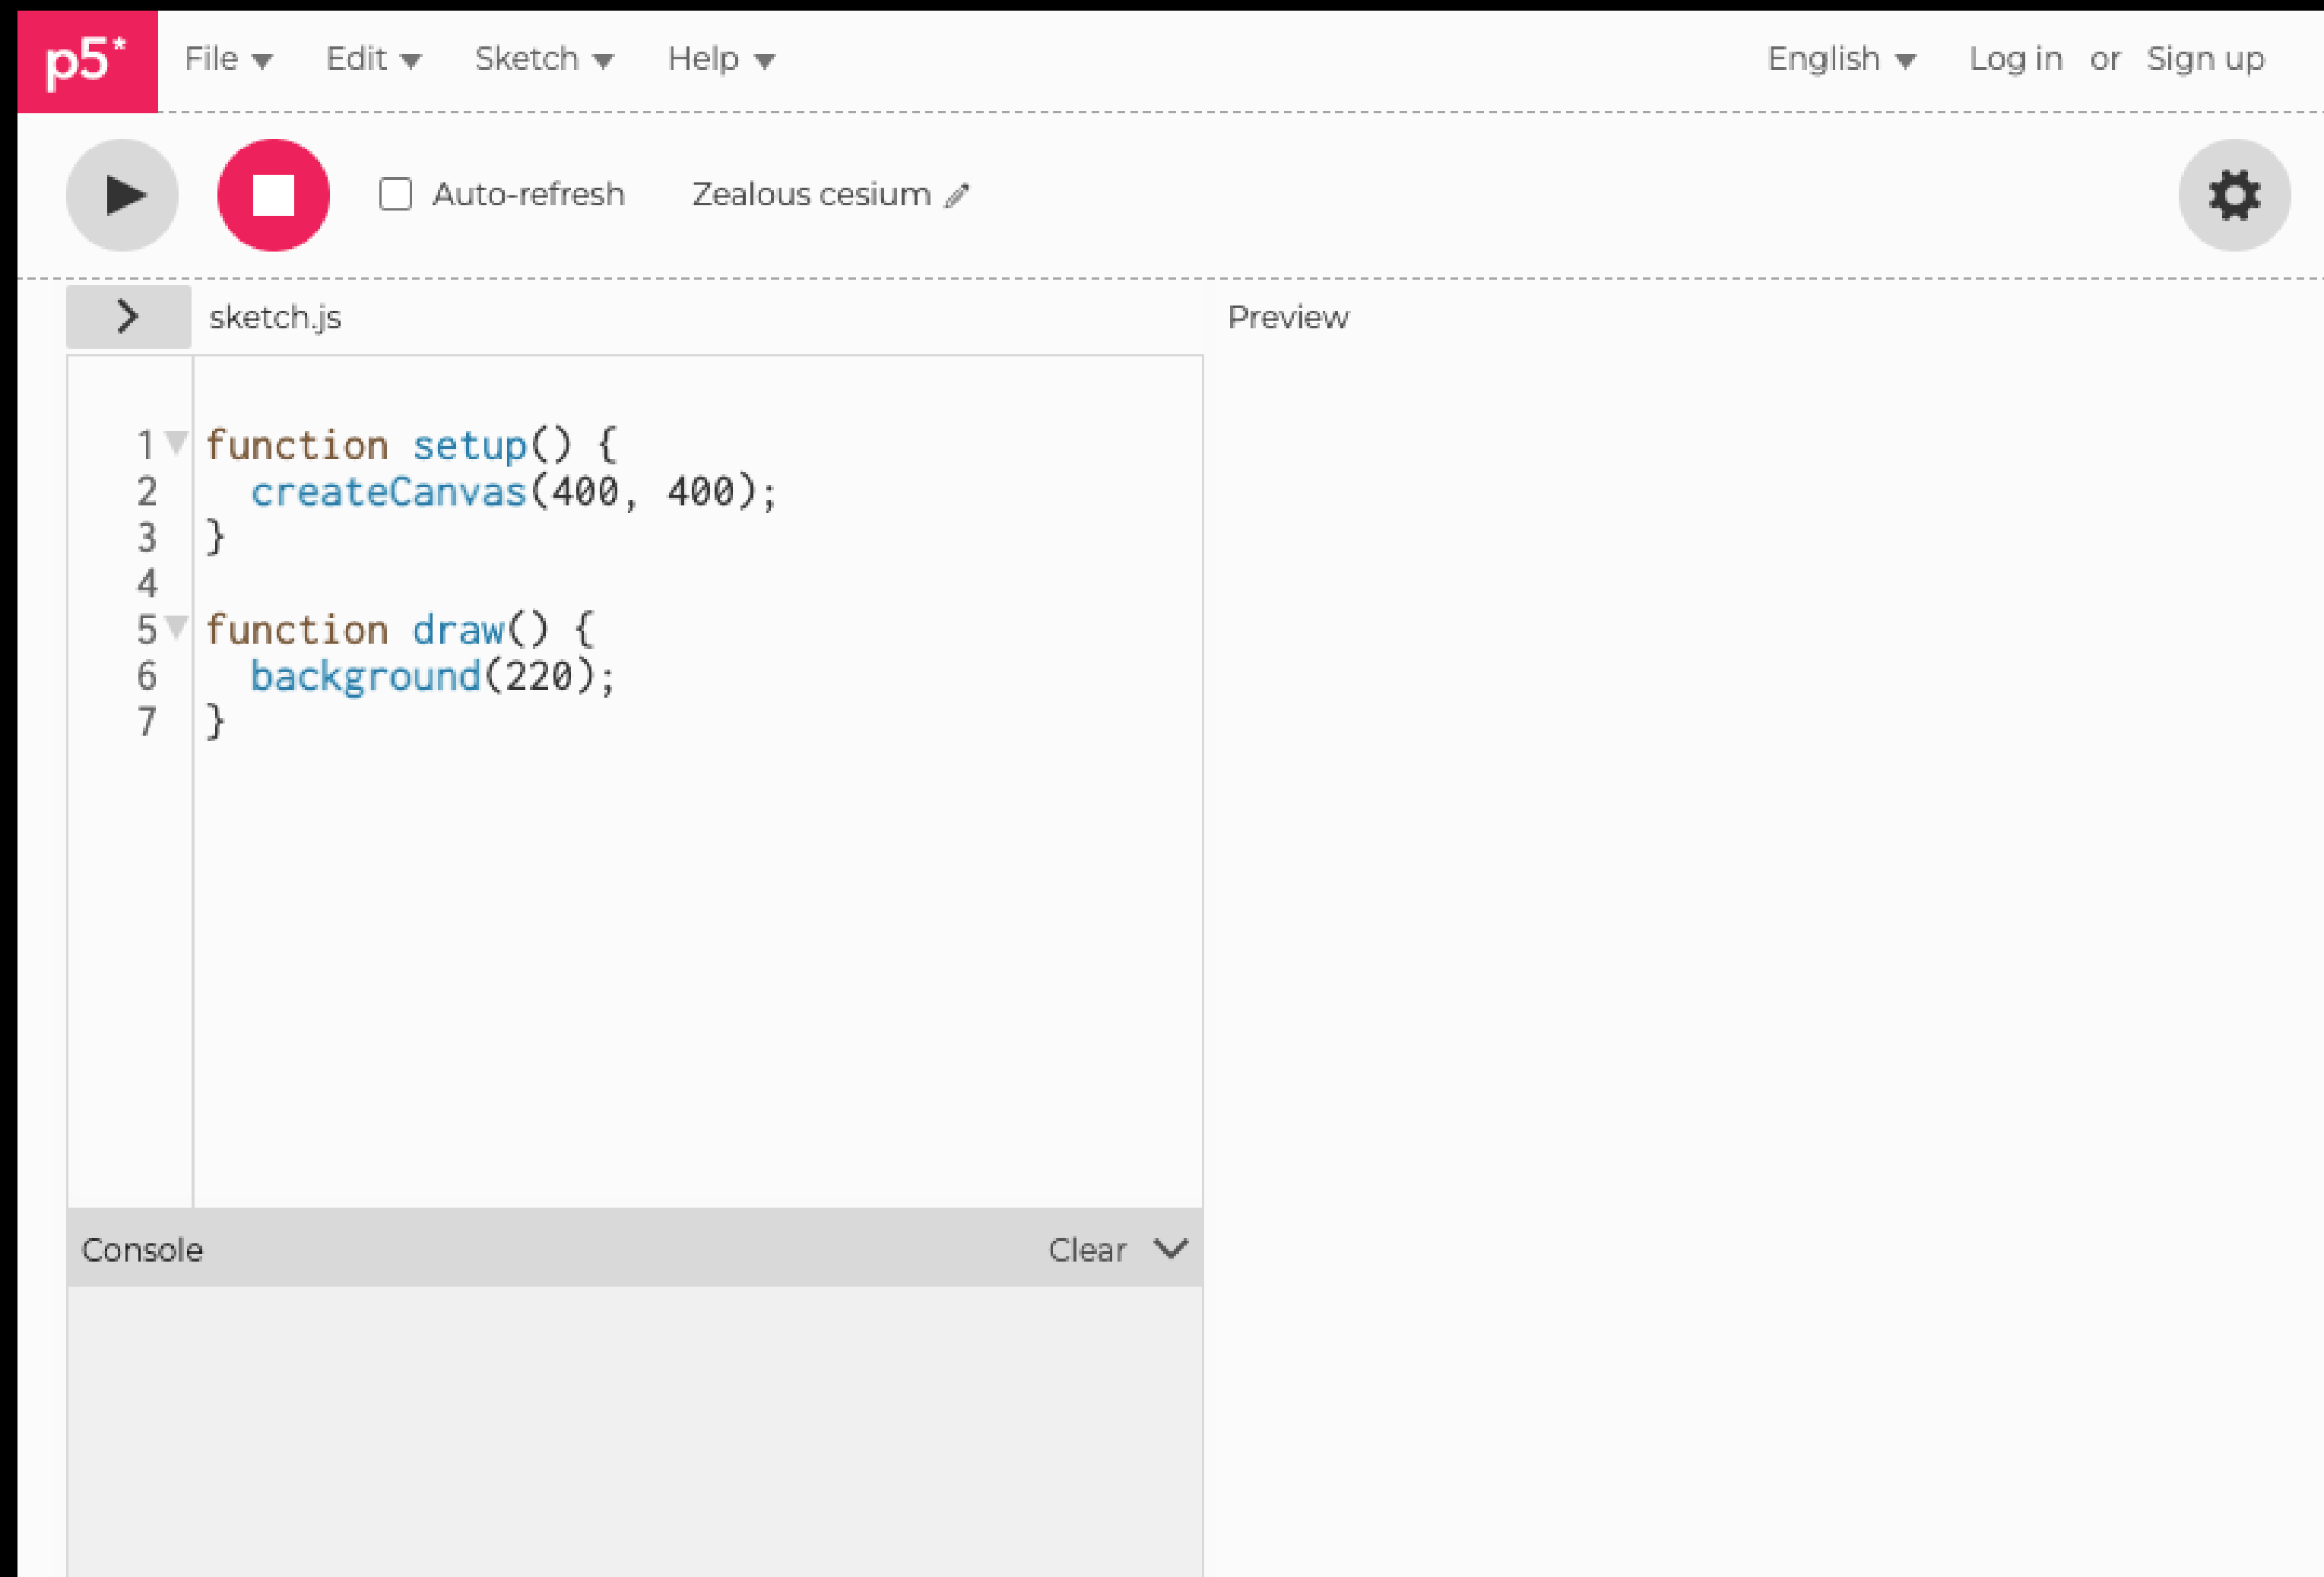 p5* File Edit Sketch Help English Log in or Sign up
Auto-refresh Zealous cesium
sketch.js Preview
1 function setup() {
2   createCanvas(400, 400);
3 }
4
5 function draw() {
6   background(220);
7 }
Console Clear